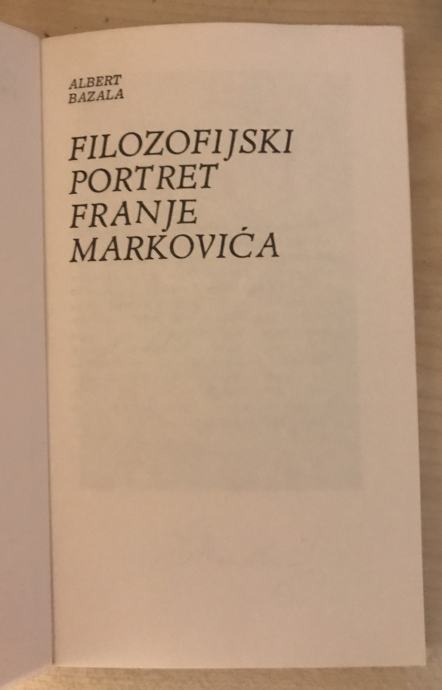 ALBERT
BAZALA
FILOZOFIJSKI
PORTRET
FRANJE
MARKOVIĆA